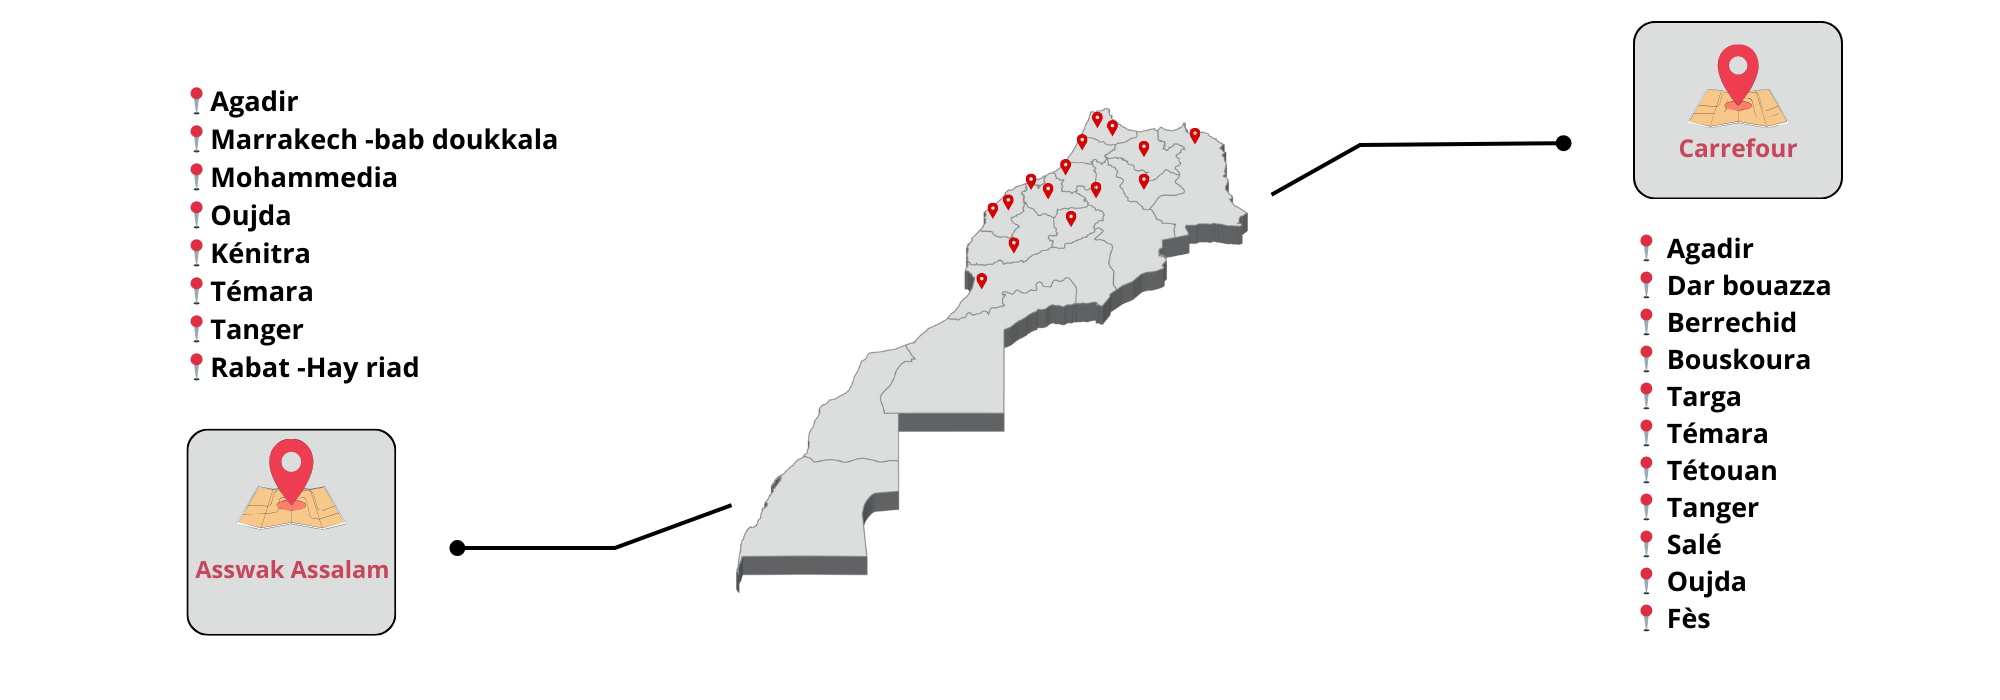 Agadir
Marrakech -bab doukkala
Mohammedia
Oujda
Kénitra
Témara
Tanger
Rabat -Hay riad
Asswak Assalam
Carrefour
Agadir
Dar bouazza
Berrechid
Bouskoura
Targa
Témara
Tétouan
Tanger
Salé
Oujda
Fès